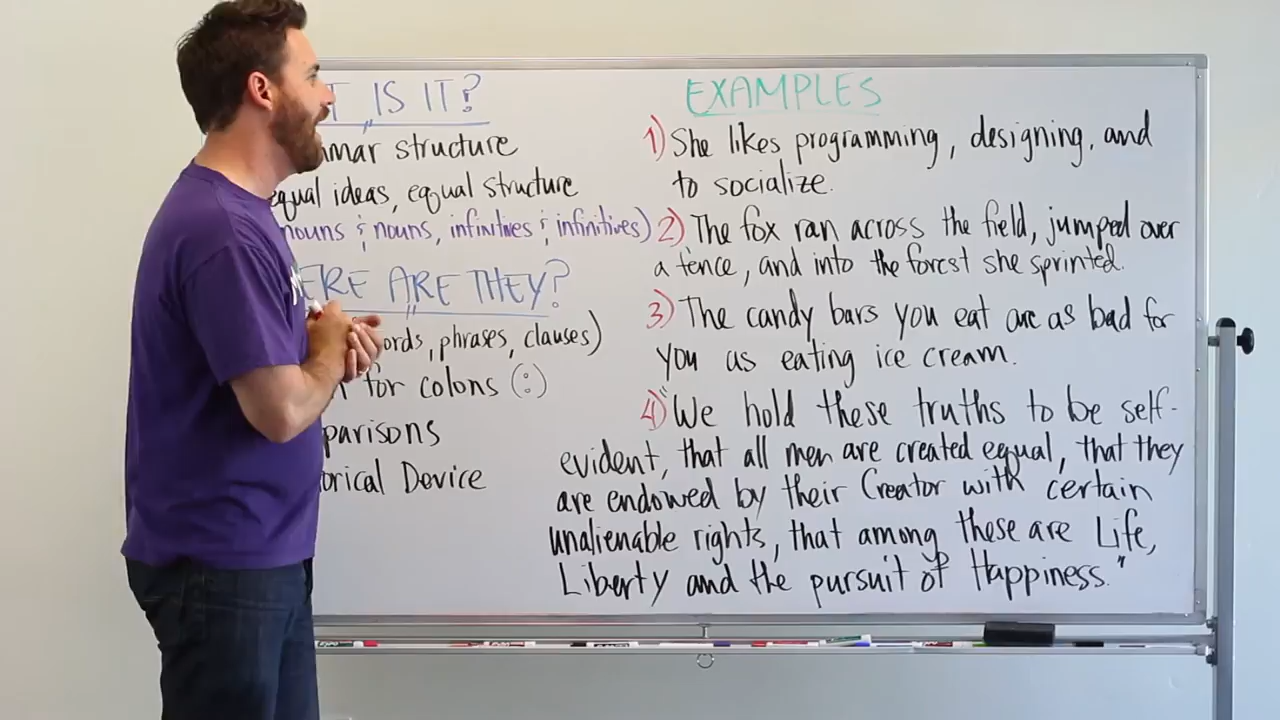 IS IT?
structure
equal ideas, equal structure
nouns & nouns, infinitives & infinitives)
ARE THEY?
phrases, clauses)
for colons (:)
Device
EXAMPLES
1) She likes programming, designing, and
to socialize.
2) The fox ran across the field, jumped over
a fence, and into the forest she sprinted.
3) The candy bars you eat are as bad for
you as eating ice cream.
4) "We hold these truths to be self-
evident, that all men are created equal, that they
are endowed by their Creator with certain
unalienable rights, that among these are Life,
Liberty and the pursuit of Happiness."